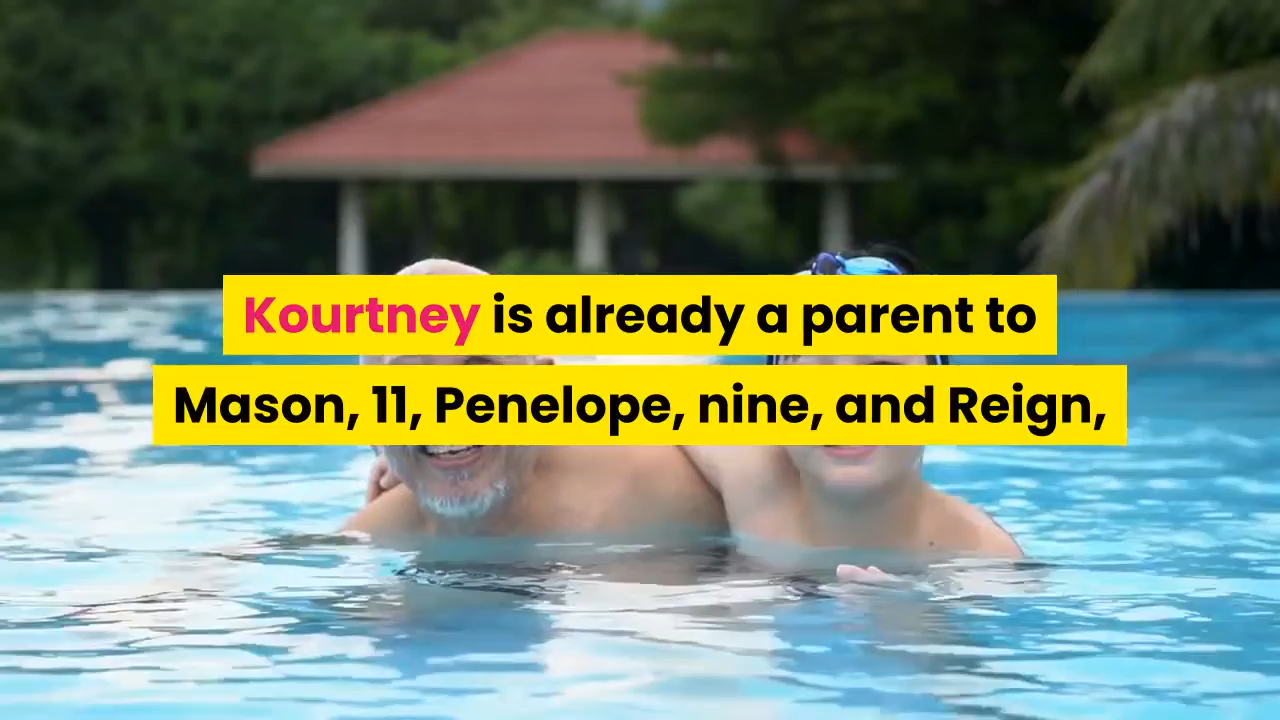 Kourtney is already a parent to
Mason, 11, Penelope, nine, and Reign,